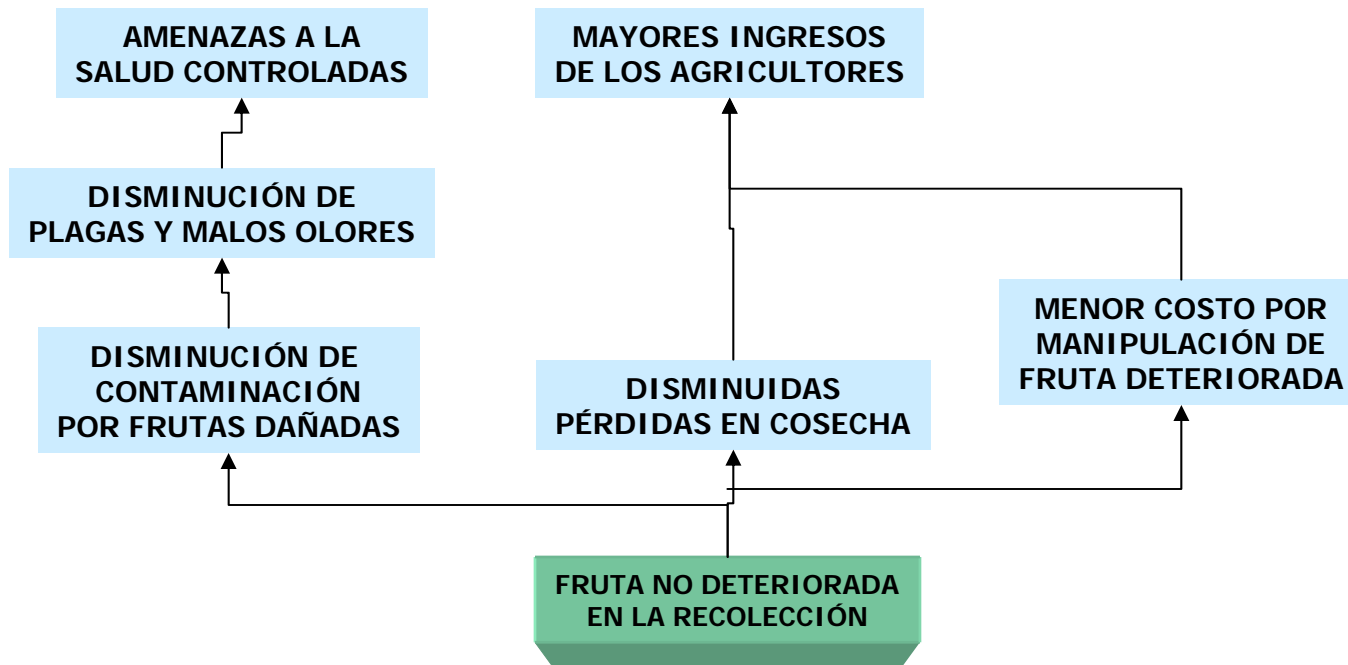 AMENAZAS A LA
SALUD CONTROLADAS
MAYORES INGRESOS
DE LOS AGRICULTORES
DISMINUCIÓN DE
PLAGAS Y MALOS OLORES
MENOR COSTO POR
MANIPULACIÓN DE
FRUTA DETERIORADA
DISMINUCIÓN DE
CONTAMINACIÓN
POR FRUTAS DAÑADAS
DISMINUIDAS
PÉRDIDAS EN COSECHA
FRUTA NO DETERIORADA
EN LA RECOLECCIÓN